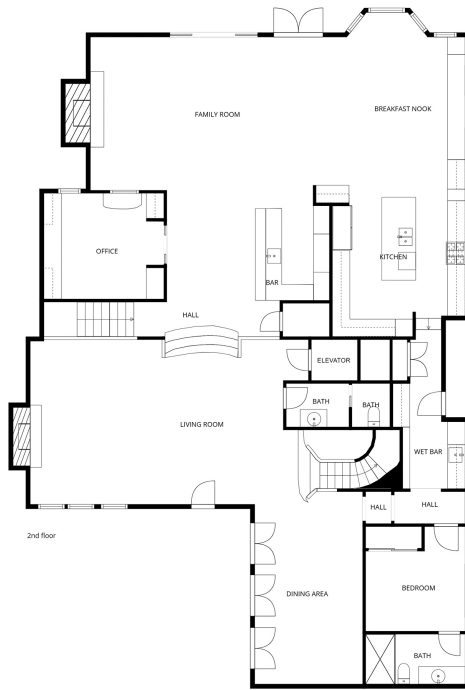 BREAKFAST NOOK
FAMILY ROOM
OFFICE
KITCHEN
BAR
HALL
ELEVATOR
BATH
BATH
LIVING ROOM
WET BAR
HALL
HALL
2nd floor
BEDROOM
DINING AREA
BATH